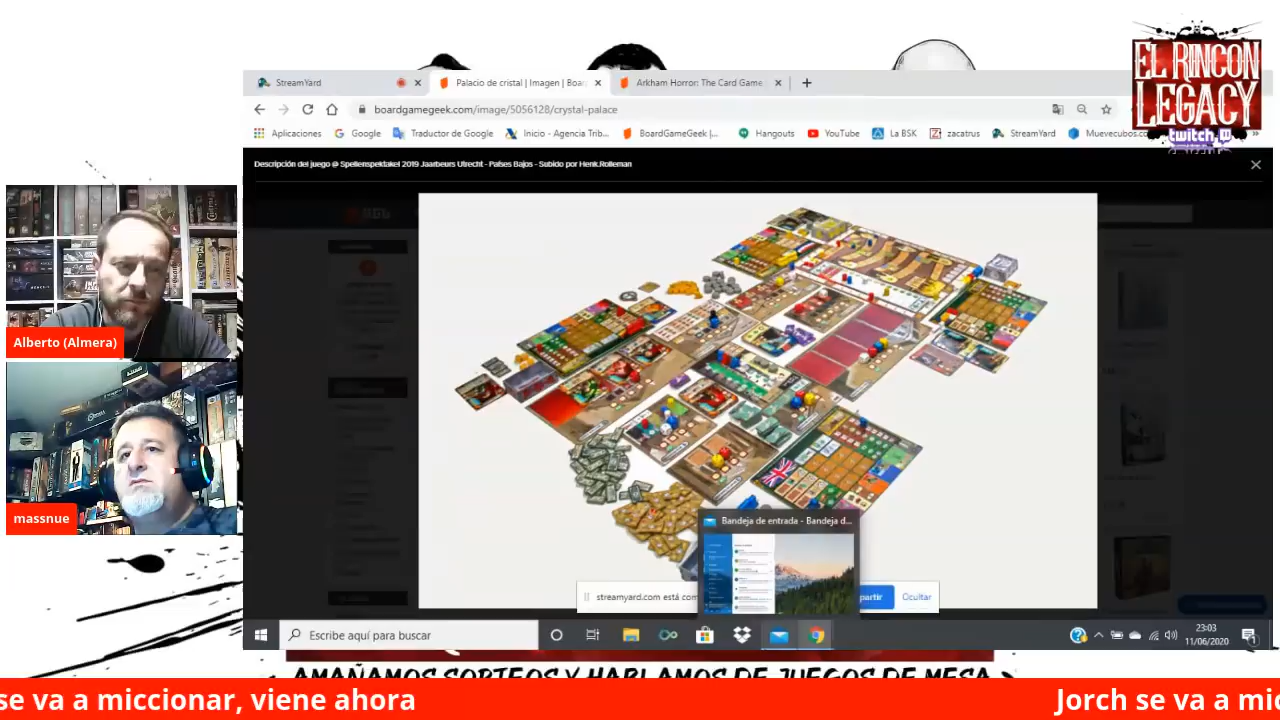 EL RINCON
LEGACY
twitch
StreamYard
Palacio de cristal | Imagen | Boar
Arkham Horror: The Card Game
boardgamegeek.com/image/5056128/crystal-palace
Aplicaciones
Google
Traductor de Google
Inicio - Agencia Trib...
BoardGameGeek |...
Hangouts
YouTube
La BSK
zacatrus
StreamYard
Muevecubos
Descripción del juego @ Spellenspektakel 2019 Jaarbeurs Utrecht - Países Bajos - Subido por Henk.Rolleman
Alberto (Almera)
massnue
Bandeja de entrada - Bandeja d...
streamyard.com está com
partir
Ocultar
Escribe aquí para buscar
23:03
11/06/2020
AMAÑAMOS SORTEOS Y HABLAMOS DE JUEGOS DE MESA
se va a miccionar, viene ahora
Jorch se va a mic